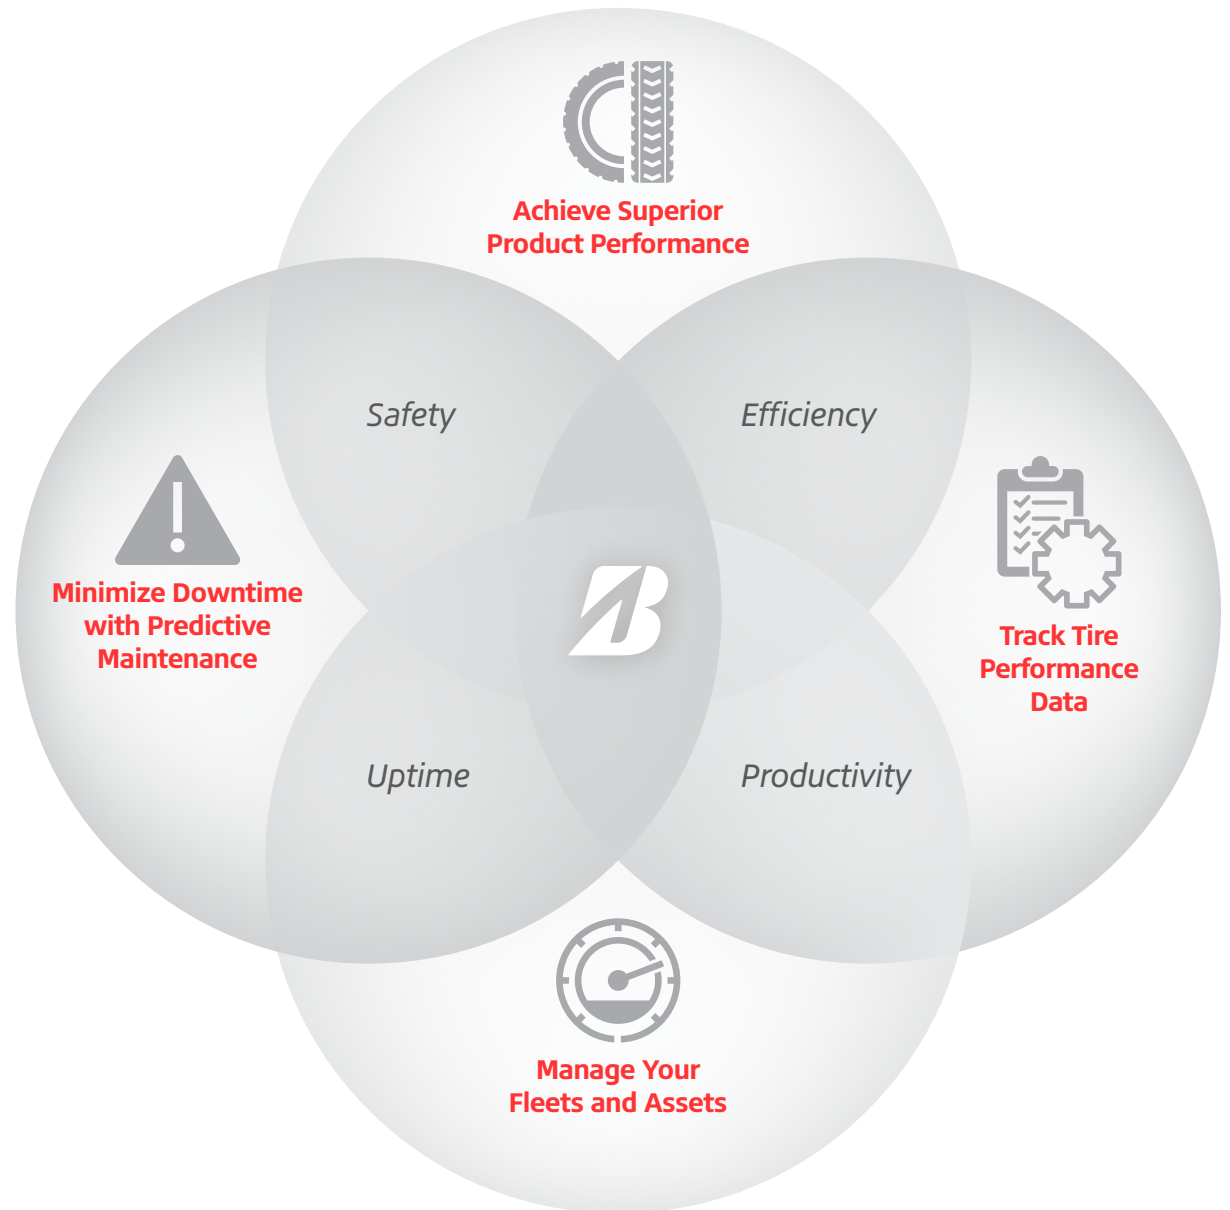 Achieve Superior
Product Performance
Safety
Efficiency
Minimize Downtime
with Predictive
Maintenance
Track Tire
Performance
Data
B
Uptime
Productivity
Manage Your
Fleets and Assets